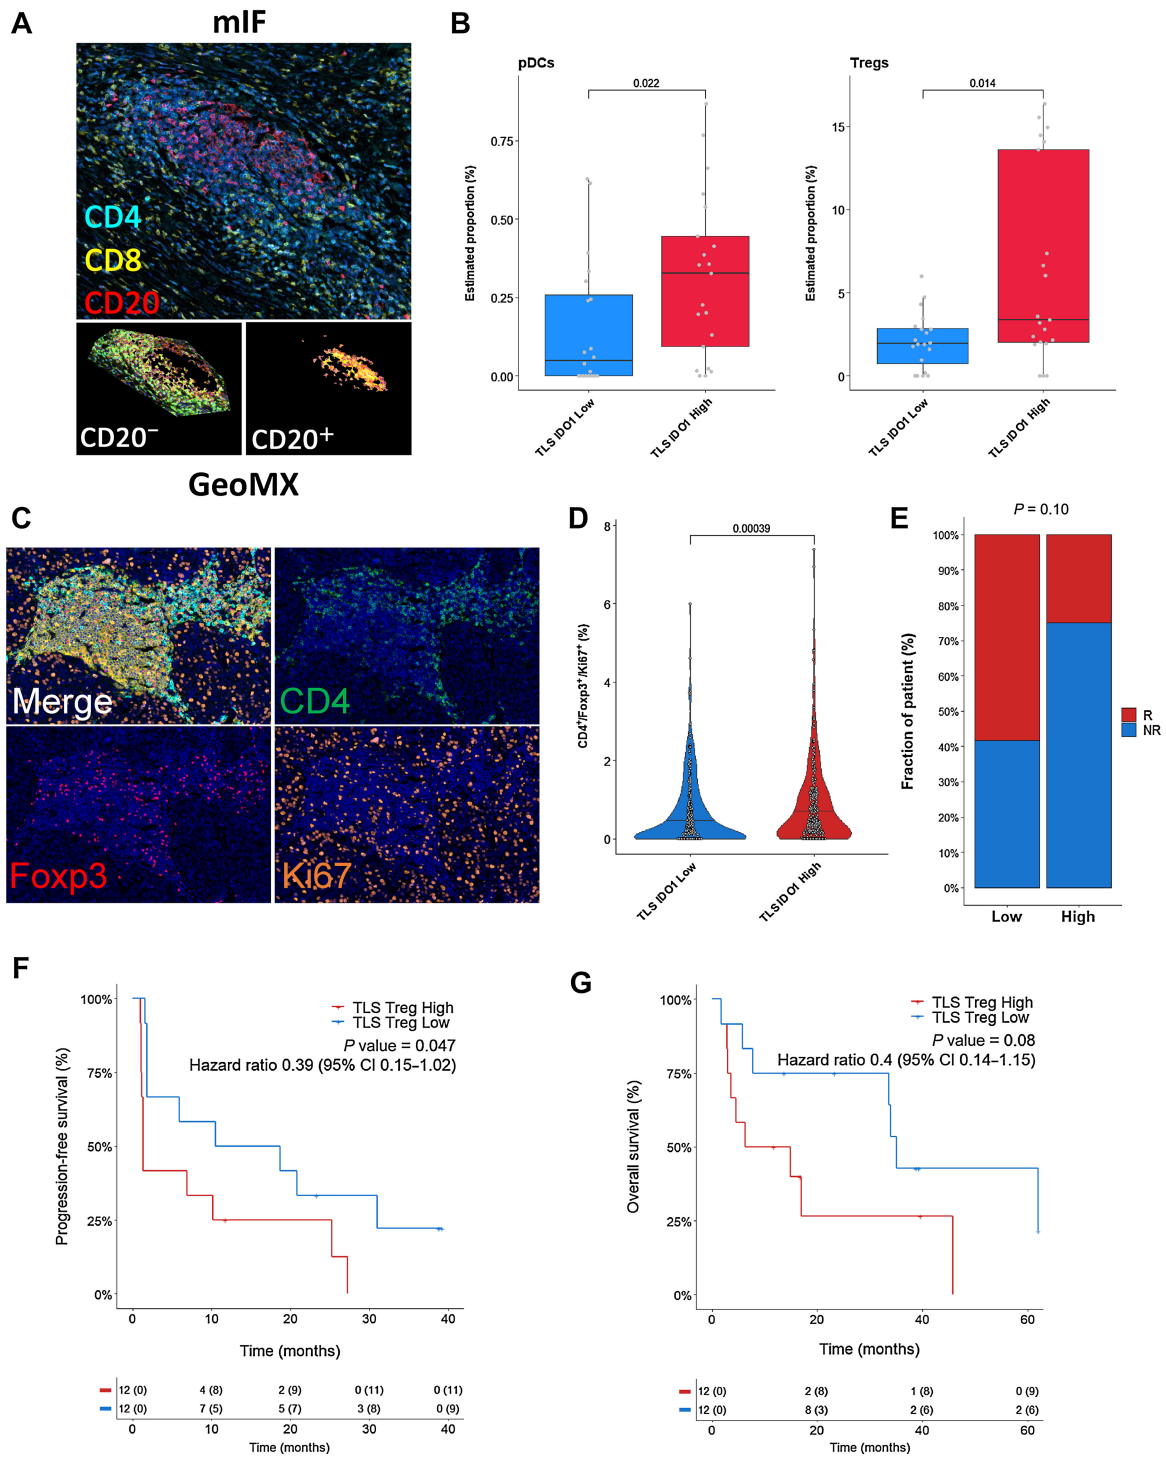 A
mIF
CD4
CD8
CD20
CD20⁻
CD20⁺
GeoMX
B
pDCs
0.022
Estimated proportion (%)
0.75
0.50
0.25
0.00
TLS IDO1 Low
TLS IDO1 High
Tregs
0.014
Estimated proportion (%)
15
10
5
0
TLS IDO1 Low
TLS IDO1 High
C
Merge
CD4
Foxp3
Ki67
D
0.00039
CD4⁺/Foxp3⁺/Ki67⁺ (%)
8
6
4
2
0
TLS IDO1 Low
TLS IDO1 High
E
P = 0.10
Fraction of patient (%)
100%
90%
80%
70%
60%
50%
40%
30%
20%
10%
0%
Low High
R
NR
F
TLS Treg High
TLS Treg Low
P value = 0.047
Hazard ratio 0.39 (95% CI 0.15–1.02)
Progression-free survival (%)
100%
75%
50%
25%
0%
0 10 20 30 40
Time (months)
12 (0) 4 (8) 2 (9) 0 (11) 0 (11)
12 (0) 7 (5) 5 (7) 3 (8) 0 (9)
0 10 20 30 40
Time (months)
G
TLS Treg High
TLS Treg Low
P value = 0.08
Hazard ratio 0.4 (95% CI 0.14–1.15)
Overall survival (%)
100%
75%
50%
25%
0%
0 20 40 60
Time (months)
12 (0) 2 (8) 1 (8) 0 (9)
12 (0) 8 (3) 2 (6) 2 (6)
0 20 40 60
Time (months)